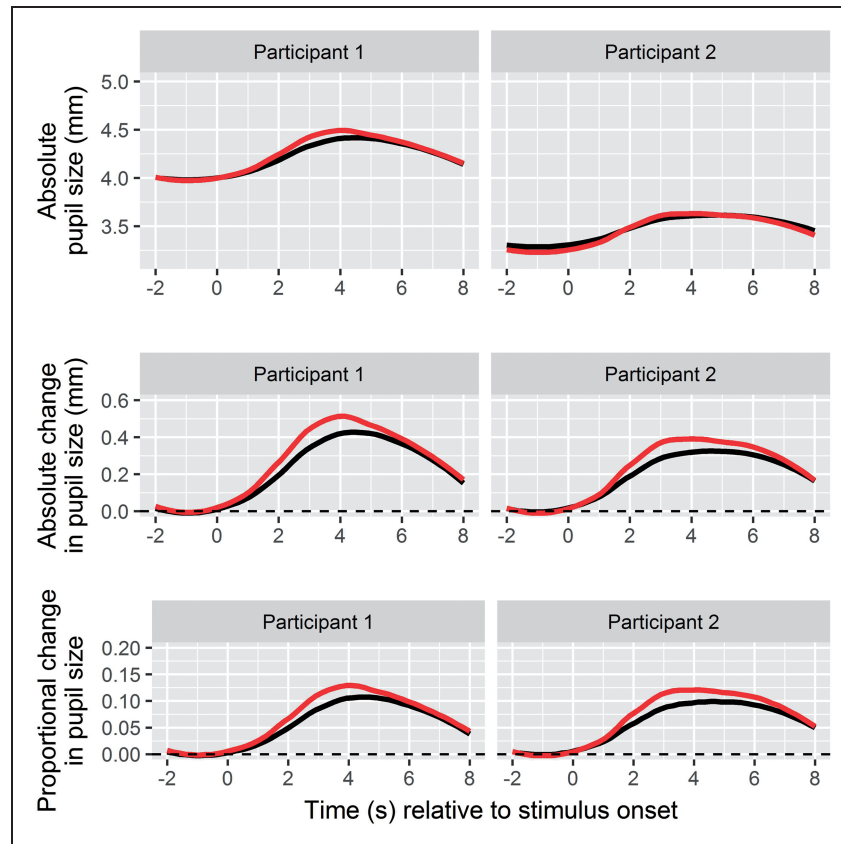 Participant 1
Participant 2
Absolute
pupil size (mm)
5.0
4.5
4.0
3.5
-2 0 2 4 6 8
-2 0 2 4 6 8
Participant 1
Participant 2
Absolute change
in pupil size (mm)
0.6
0.4
0.2
0.0
-2 0 2 4 6 8
-2 0 2 4 6 8
Participant 1
Participant 2
Proportional change
in pupil size
0.20
0.15
0.10
0.05
0.00
-2 0 2 4 6 8
-2 0 2 4 6 8
Time (s) relative to stimulus onset